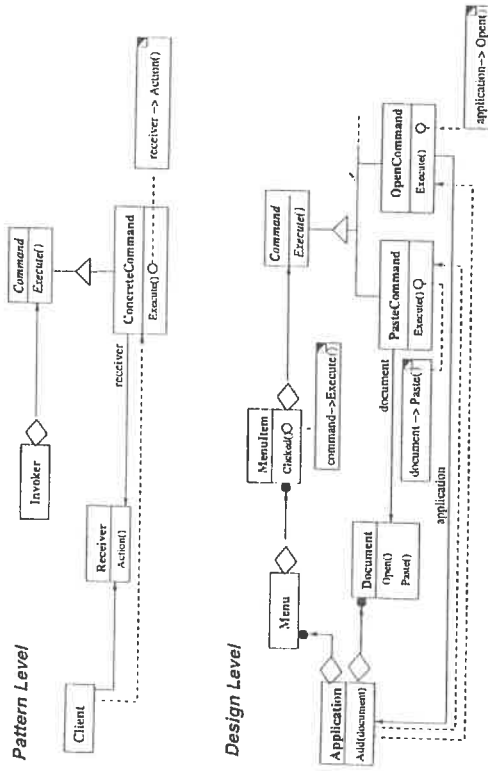 Pattern Level
Client
Receiver
Action()
Invoker
Command
Execute()
receiver
ConcreteCommand
Execute()
receiver -> Action()
Design Level
Application
Add(document)
Menu
Document
Open()
Paste()
MenuItem
Clicked()
command->Execute()
Command
Execute()
document
document -> Paste()
application
PasteCommand
Execute()
OpenCommand
Execute()
application-> Open()